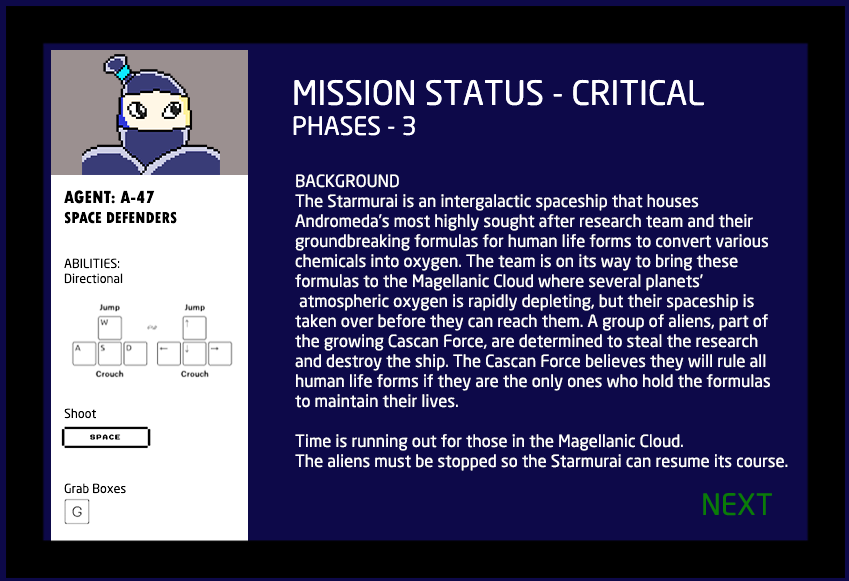 MISSION STATUS - CRITICAL
PHASES - 3
AGENT: A-47
SPACE DEFENDERS
ABILITIES:
Directional
Jump Jump
W ↑
A S D ← ↓ →
Crouch Crouch
Shoot
SPACE
Grab Boxes
G
BACKGROUND
The Starmurai is an intergalactic spaceship that houses
Andromeda's most highly sought after research team and their
groundbreaking formulas for human life forms to convert various
chemicals into oxygen. The team is on its way to bring these
formulas to the Magellanic Cloud where several planets'
atmospheric oxygen is rapidly depleting, but their spaceship is
taken over before they can reach them. A group of aliens, part of
the growing Cascan Force, are determined to steal the research
and destroy the ship. The Cascan Force believes they will rule all
human life forms if they are the only ones who hold the formulas
to maintain their lives.
Time is running out for those in the Magellanic Cloud.
The aliens must be stopped so the Starmurai can resume its course.
NEXT